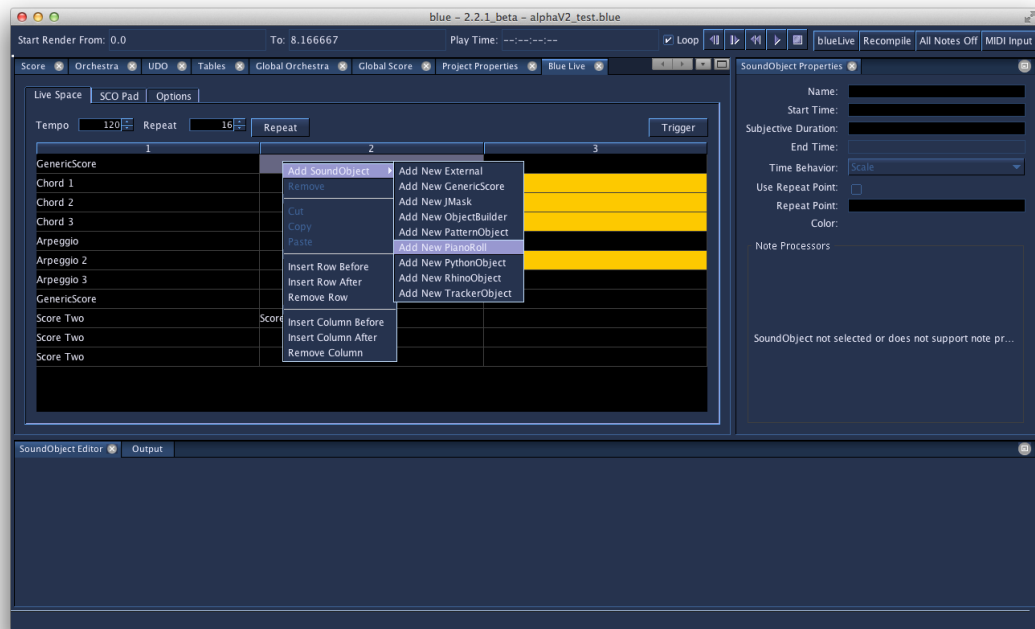 blue - 2.2.1_beta - alphaV2_test.blue
Start Render From: 0.0 To: 8.166667 Play Time: --:--:--:-- Loop blueLive Recompile All Notes Off MIDI Input
Score Orchestra UDO Tables Global Orchestra Global Score Project Properties Blue Live SoundObject Properties
Live Space SCO Pad Options
Name:
Start Time:
Subjective Duration:
End Time:
Time Behavior: Scale
Use Repeat Point:
Repeat Point:
Color:
Note Processors
SoundObject not selected or does not support note pr...
Tempo 120 Repeat 16 Repeat Trigger
1 2 3
GenericScore
Chord 1
Chord 2
Chord 3
Arpeggio
Arpeggio 2
Arpeggio 3
GenericScore
Score Two Score
Score Two
Score Two
Add SoundObject
Remove
Cut
Copy
Paste
Insert Row Before
Insert Row After
Remove Row
Insert Column Before
Insert Column After
Remove Column
Add New External
Add New GenericScore
Add New JMask
Add New ObjectBuilder
Add New PatternObject
Add New PianoRoll
Add New PythonObject
Add New RhinoObject
Add New TrackerObject
SoundObject Editor Output